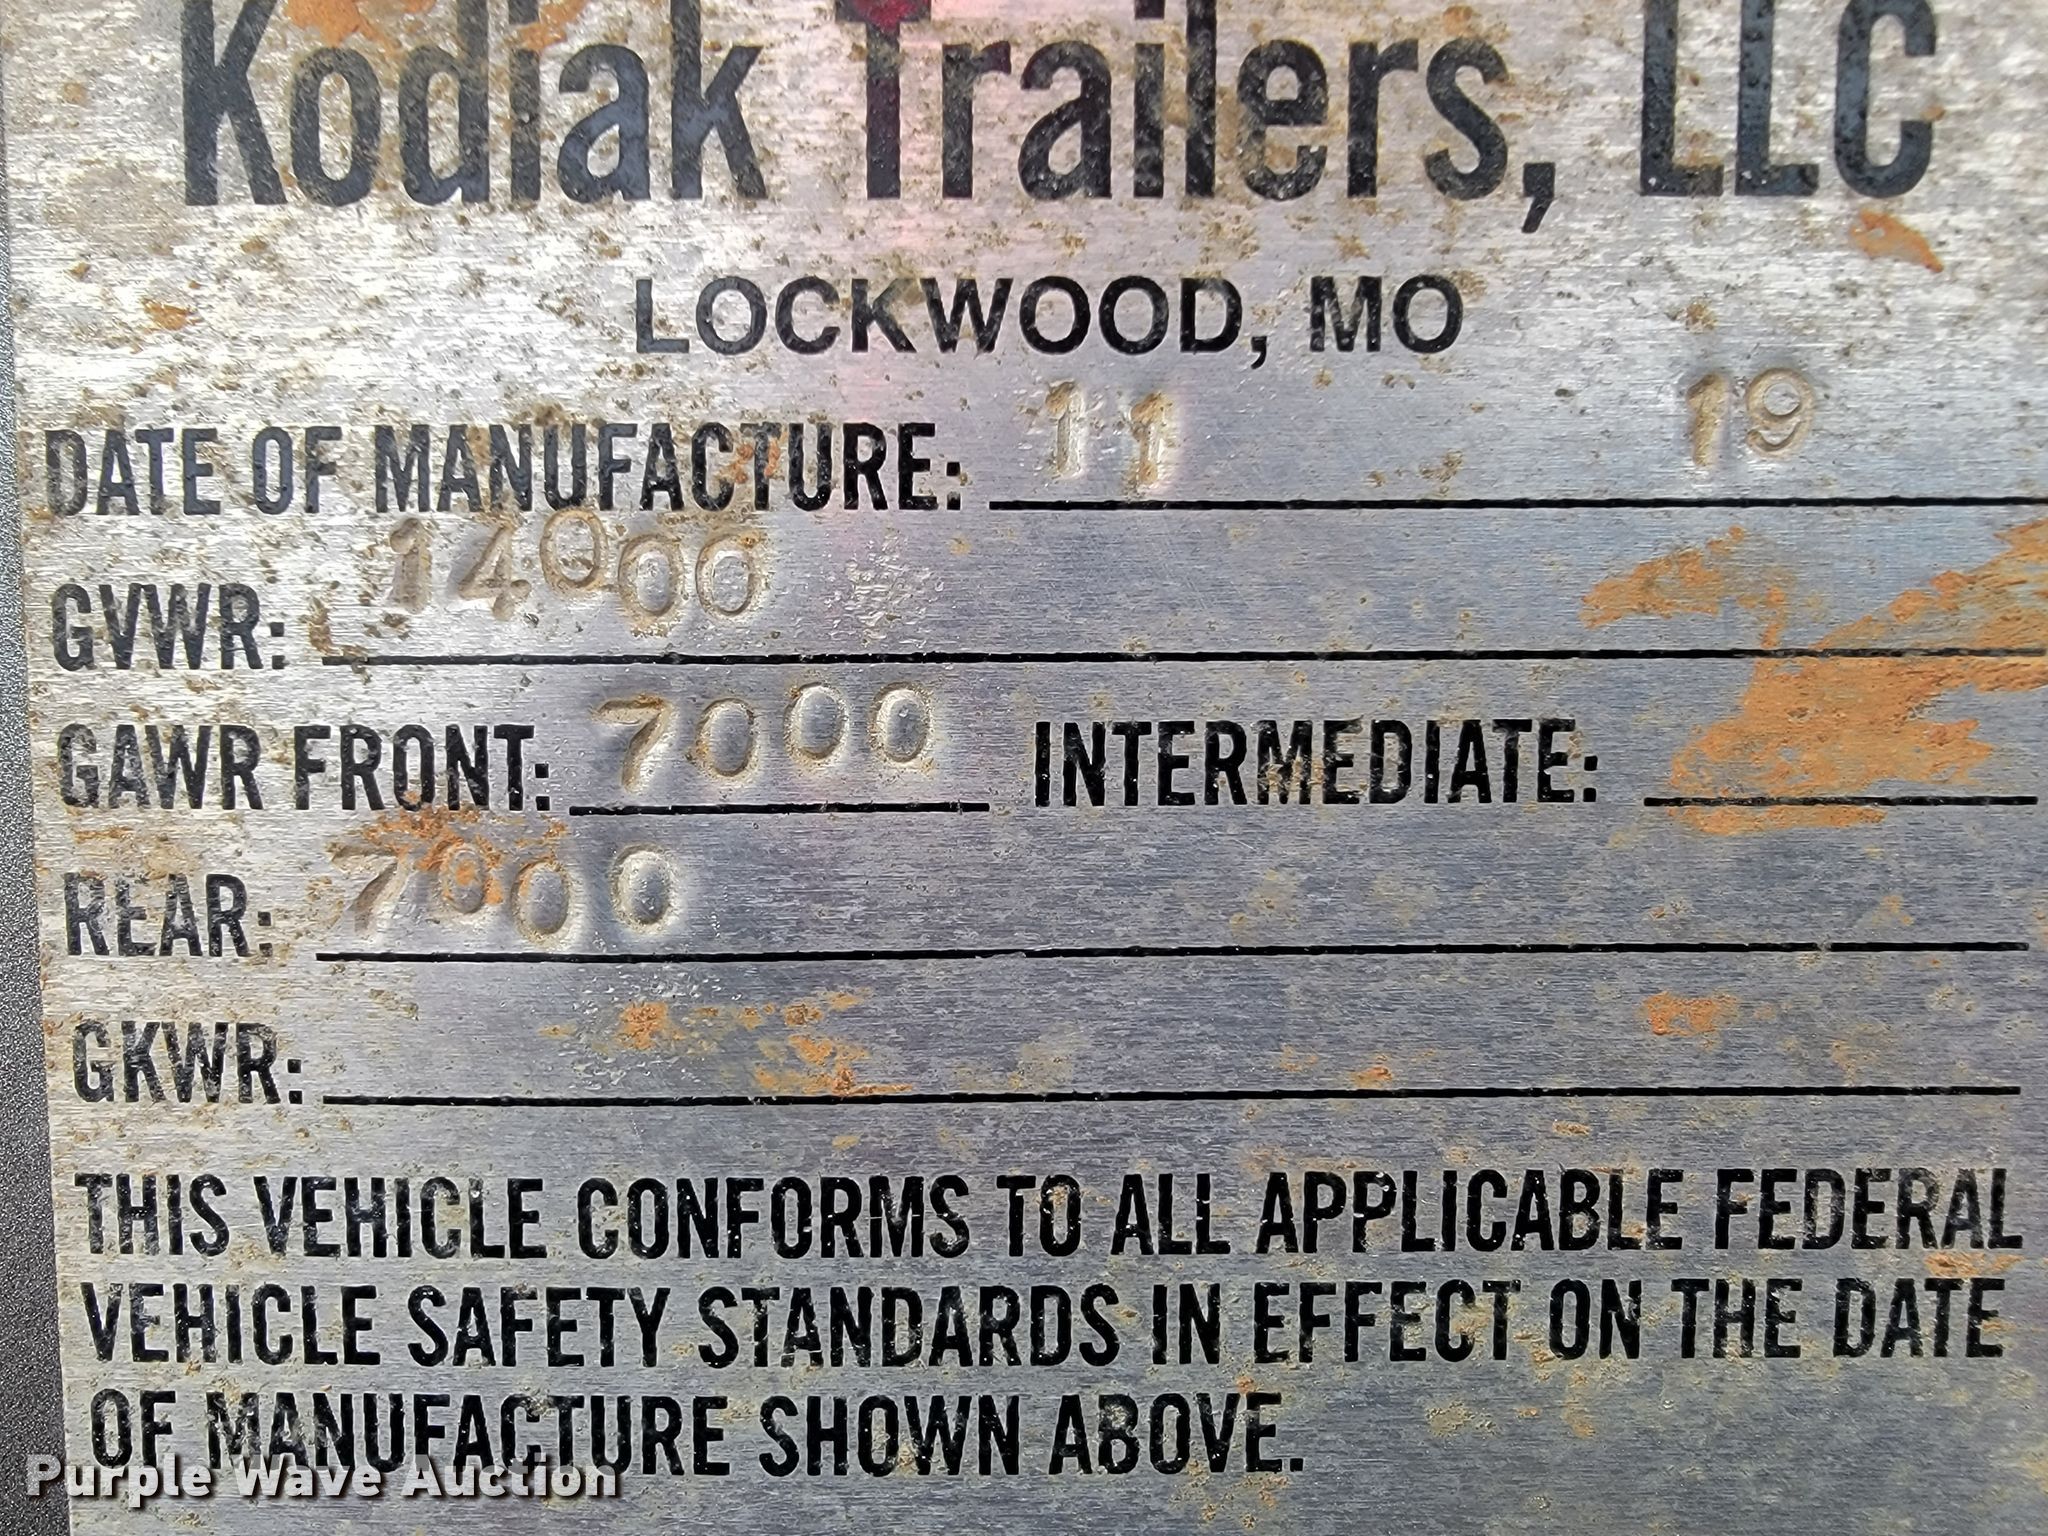 Kodiak Trailers, LLC
LOCKWOOD, MO
DATE OF MANUFACTURE: 11 19
GVWR: 14000
GAWR FRONT: 7000 INTERMEDIATE:
REAR: 7000
GKWR:
THIS VEHICLE CONFORMS TO ALL APPLICABLE FEDERAL
VEHICLE SAFETY STANDARDS IN EFFECT ON THE DATE
OF MANUFACTURE SHOWN ABOVE.
Purple Wave Auction